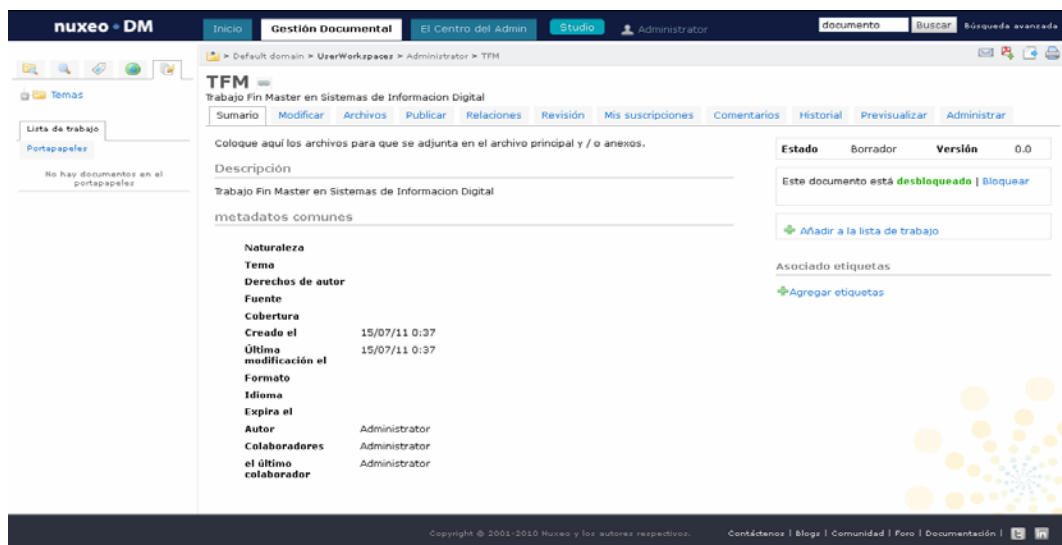 nuxeo DM
Inicio Gestión Documental El Centro del Admin Studio Administrator documento Buscar Búsqueda avanzada
> Default domain > UserWorkspaces > Administrator > TFM
TFM
Trabajo Fin Master en Sistemas de Informacion Digital
Sumario Modificar Archivos Publicar Relaciones Revisión Mis suscripciones Comentarios Historial Previsualizar Administrar
Temas
Lista de trabajo
Portapapeles
No hay documentos en el
portapapeles
Coloque aquí los archivos para que se adjunta en el archivo principal y / o anexos.
Descripción
Trabajo Fin Master en Sistemas de Informacion Digital
metadatos comunes
Naturaleza
Tema
Derechos de autor
Fuente
Cobertura
Creado el 15/07/11 0:37
Última
modificación el 15/07/11 0:37
Formato
Idioma
Expira el
Autor Administrator
Colaboradores Administrator
el último
colaborador Administrator
Estado Borrador Versión 0.0
Este documento está desbloqueado | Bloquear
Añadir a la lista de trabajo
Asociado etiquetas
Agregar etiquetas
Copyright © 2001-2010 Nuxeo y los autores respectivos. Contáctenos | Blogs | Comunidad | Foro | Documentación |